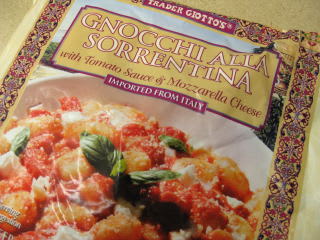 TRADER GIOTTO'S®
GNOCCHI ALLA
SORRENTINA
with Tomato Sauce & Mozzarella Cheese
IMPORTED FROM ITALY